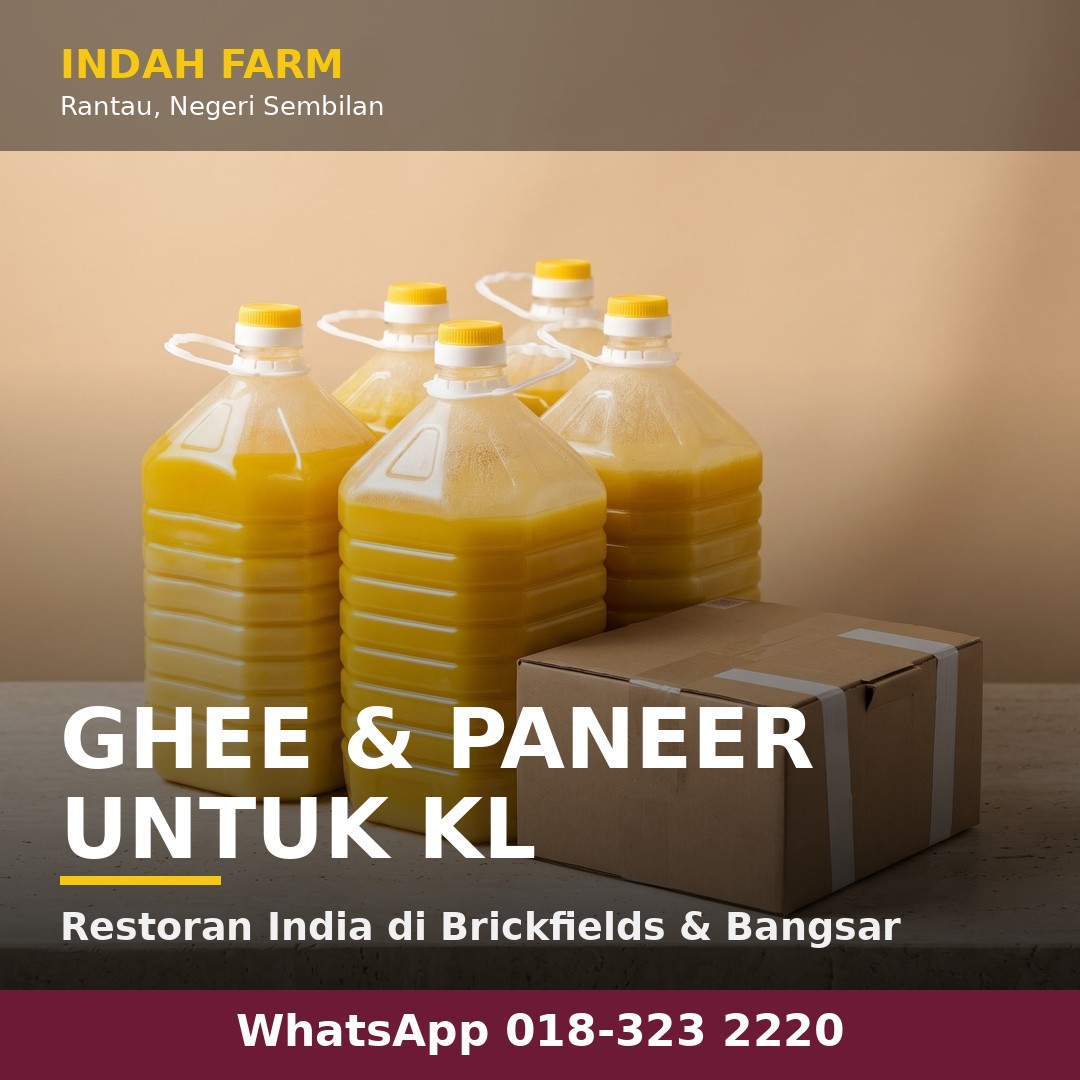 INDAH FARM
Rantau, Negeri Sembilan
GHEE & PANEER
UNTUK KL
Restoran India di Brickfields & Bangsar
WhatsApp 018-323 2220